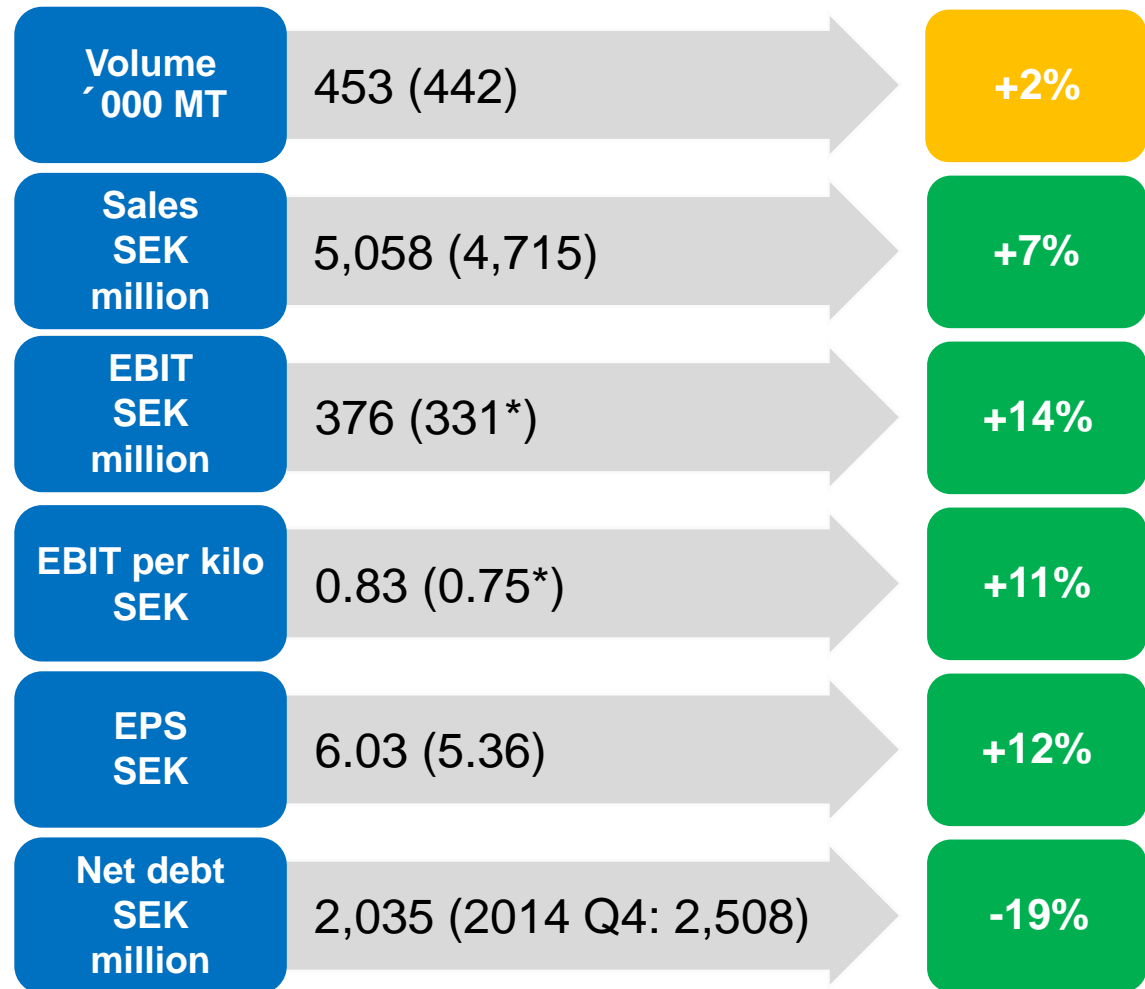 Volume
´000 MT
453 (442)
+2%
Sales
SEK
million
5,058 (4,715)
+7%
EBIT
SEK
million
376 (331*)
+14%
EBIT per kilo
SEK
0.83 (0.75*)
+11%
EPS
SEK
6.03 (5.36)
+12%
Net debt
SEK
million
2,035 (2014 Q4: 2,508)
-19%